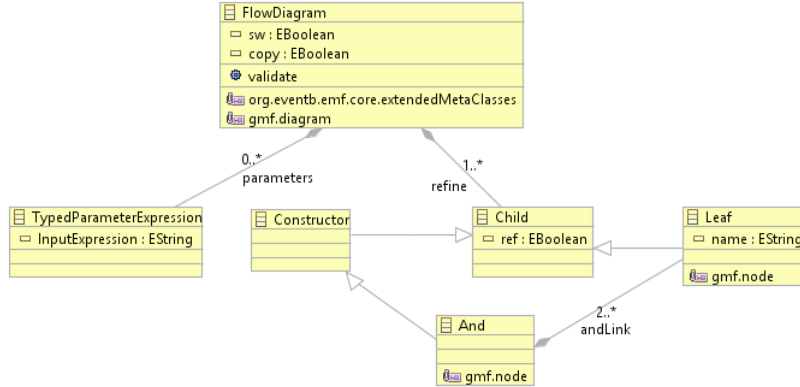 FlowDiagram
sw : EBoolean
copy : EBoolean
validate
org.eventb.emf.core.extendedMetaClasses
gmf.diagram
0..*
parameters
1..*
refine
TypedParameterExpression
InputExpression : EString
Constructor
Child
ref : EBoolean
Leaf
name : EString
gmf.node
2..*
andLink
And
gmf.node